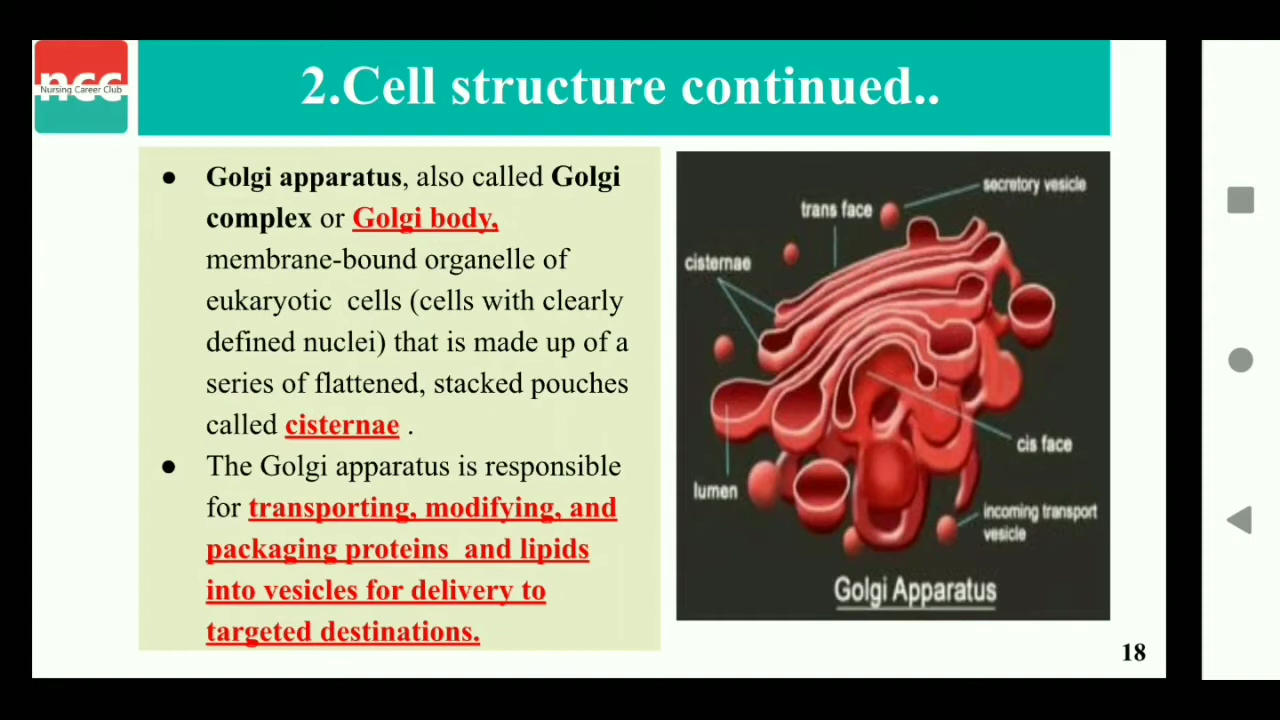 ncc
Nursing Career Club
2.Cell structure continued..
● Golgi apparatus, also called Golgi
complex or Golgi body,
membrane-bound organelle of
eukaryotic cells (cells with clearly
defined nuclei) that is made up of a
series of flattened, stacked pouches
called cisternae .
● The Golgi apparatus is responsible
for transporting, modifying, and
packaging proteins and lipids
into vesicles for delivery to
targeted destinations.
secretory vesicle
trans face
cisternae
cis face
lumen
incoming transport
vesicle
Golgi Apparatus
18